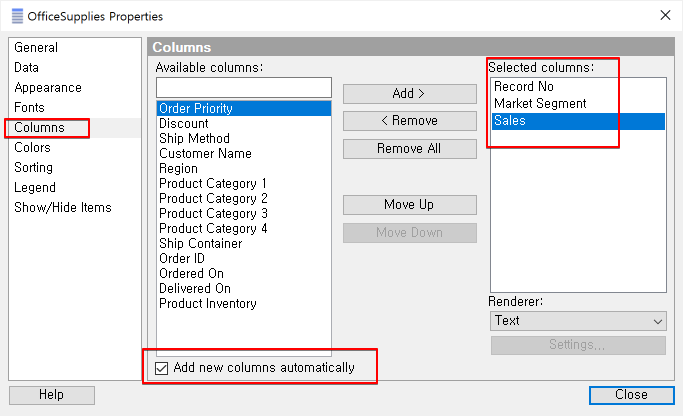 OfficeSupplies Properties
General
Data
Appearance
Fonts
Columns
Colors
Sorting
Legend
Show/Hide Items
Columns
Available columns:
Order Priority
Discount
Ship Method
Customer Name
Region
Product Category 1
Product Category 2
Product Category 3
Product Category 4
Ship Container
Order ID
Ordered On
Delivered On
Product Inventory
Add new columns automatically
Add >
< Remove
Remove All
Move Up
Move Down
Selected columns:
Record No
Market Segment
Sales
Renderer:
Text
Settings...
Help
Close